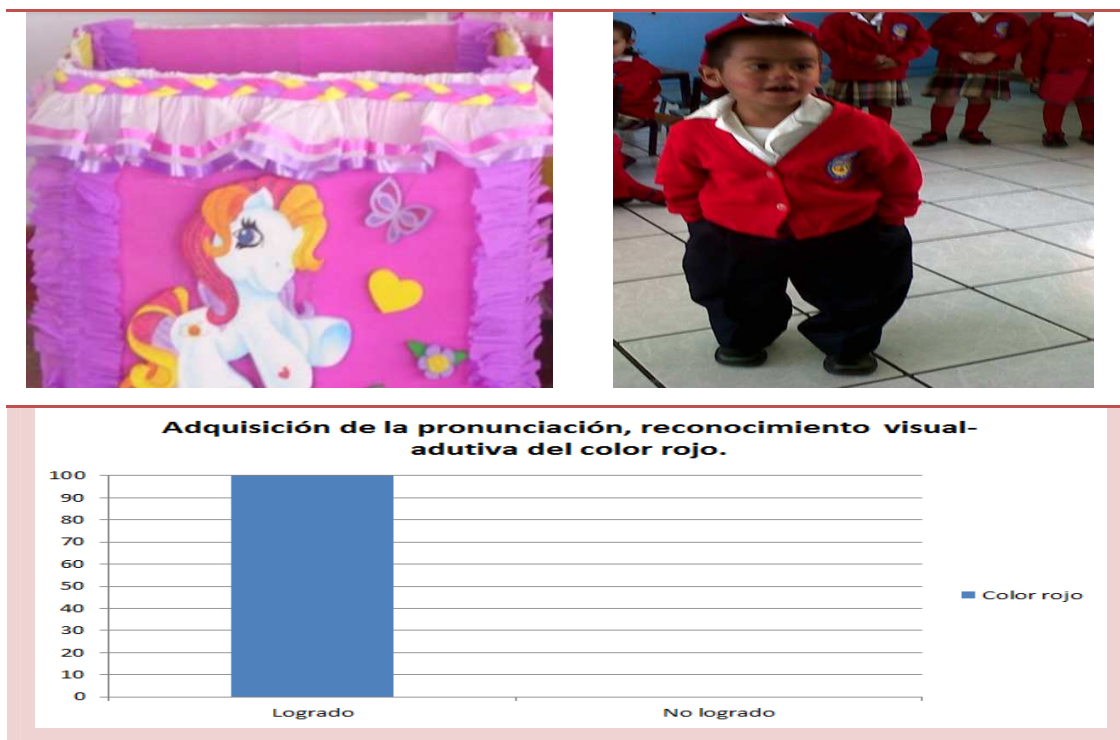 Adquisición de la pronunciación, reconocimiento visual-
adutiva del color rojo.
100
90
80
70
60
50
40
30
20
10
0
Color rojo
Logrado
No logrado